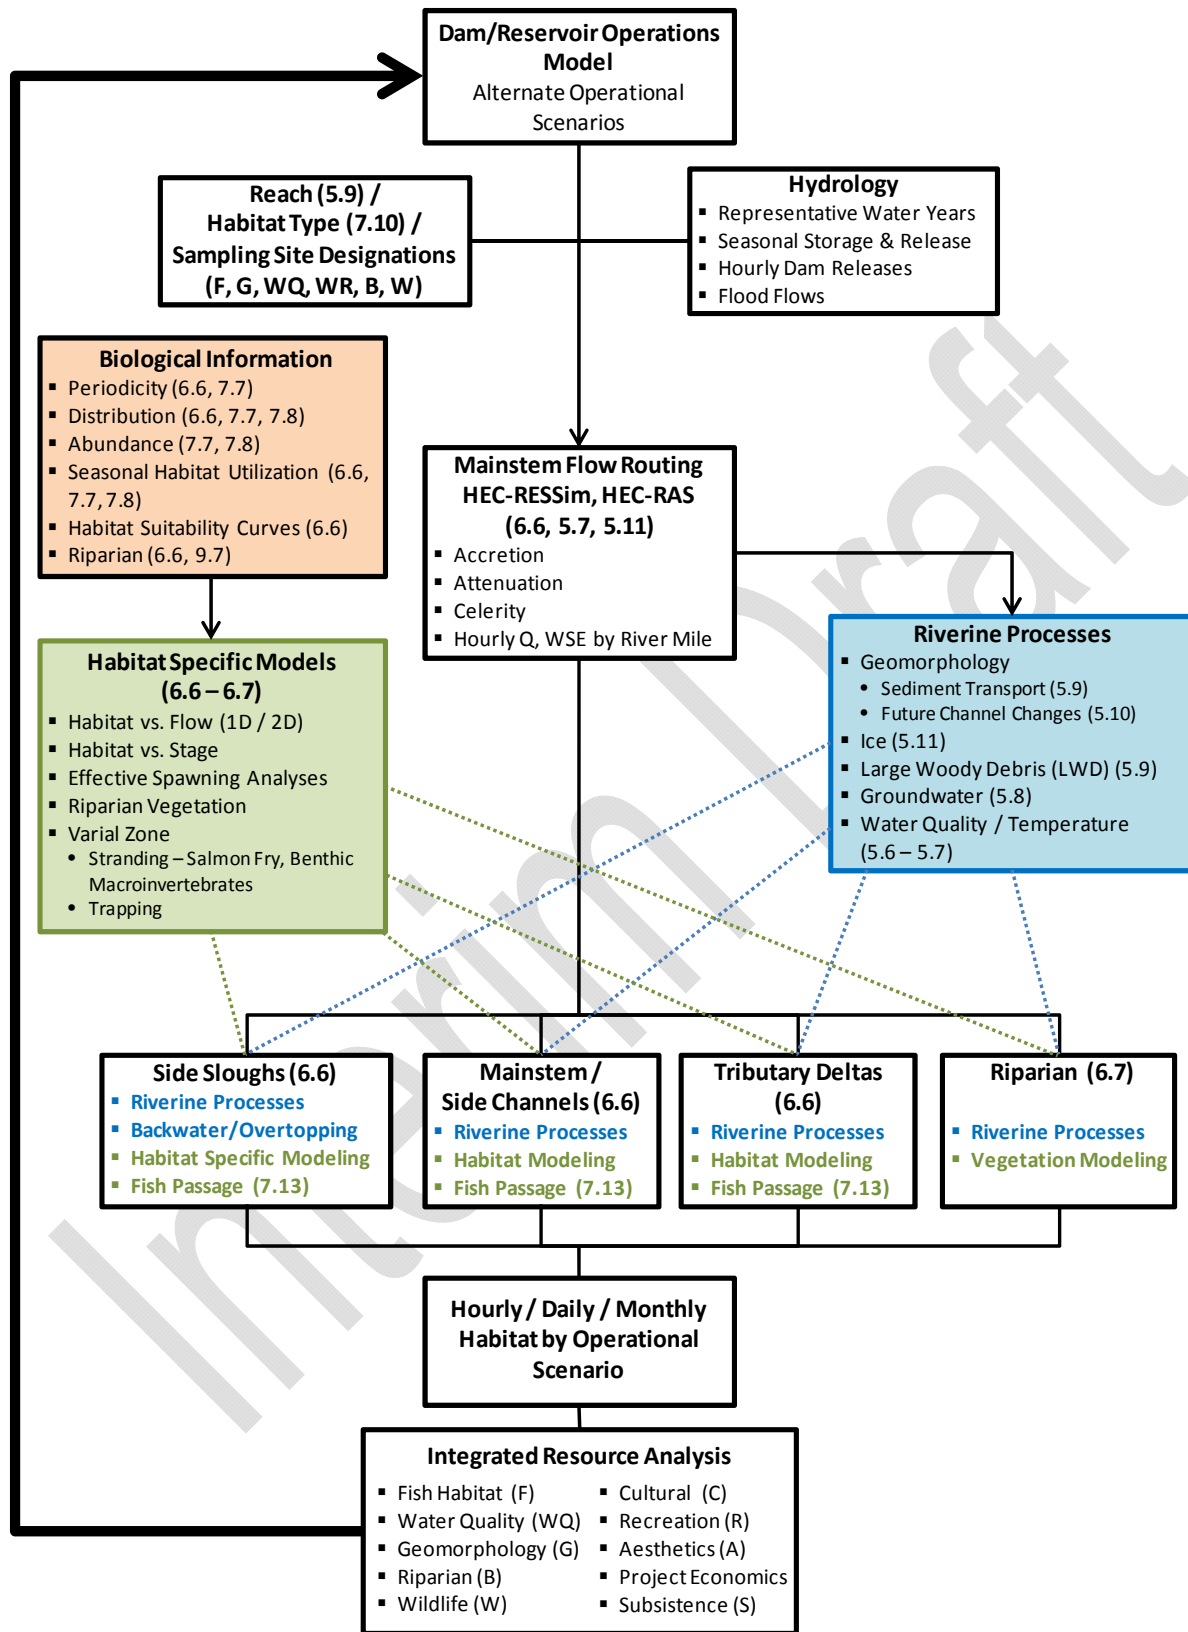 Dam/Reservoir Operations
Model
Alternate Operational
Scenarios
Reach (5.9) /
Habitat Type (7.10) /
Sampling Site Designations
(F, G, WQ, WR, B, W)
Hydrology
▪ Representative Water Years
▪ Seasonal Storage & Release
▪ Hourly Dam Releases
▪ Flood Flows
Biological Information
▪ Periodicity (6.6, 7.7)
▪ Distribution (6.6, 7.7, 7.8)
▪ Abundance (7.7, 7.8)
▪ Seasonal Habitat Utilization (6.6,
7.7, 7.8)
▪ Habitat Suitability Curves (6.6)
▪ Riparian (6.6, 9.7)
Mainstem Flow Routing
HEC-RESSim, HEC-RAS
(6.6, 5.7, 5.11)
▪ Accretion
▪ Attenuation
▪ Celerity
▪ Hourly Q, WSE by River Mile
Habitat Specific Models
(6.6 – 6.7)
▪ Habitat vs. Flow (1D / 2D)
▪ Habitat vs. Stage
▪ Effective Spawning Analyses
▪ Riparian Vegetation
▪ Varial Zone
• Stranding – Salmon Fry, Benthic
Macroinvertebrates
• Trapping
Riverine Processes
▪ Geomorphology
• Sediment Transport (5.9)
• Future Channel Changes (5.10)
▪ Ice (5.11)
▪ Large Woody Debris (LWD) (5.9)
▪ Groundwater (5.8)
▪ Water Quality / Temperature
(5.6 – 5.7)
Side Sloughs (6.6)
▪ Riverine Processes
▪ Backwater/Overtopping
▪ Habitat Specific Modeling
▪ Fish Passage (7.13)
Mainstem /
Side Channels (6.6)
▪ Riverine Processes
▪ Habitat Modeling
▪ Fish Passage (7.13)
Tributary Deltas
(6.6)
▪ Riverine Processes
▪ Habitat Modeling
▪ Fish Passage (7.13)
Riparian (6.7)
▪ Riverine Processes
▪ Vegetation Modeling
Hourly / Daily / Monthly
Habitat by Operational
Scenario
Integrated Resource Analysis
▪ Fish Habitat (F)
▪ Water Quality (WQ)
▪ Geomorphology (G)
▪ Riparian (B)
▪ Wildlife (W)
▪ Cultural (C)
▪ Recreation (R)
▪ Aesthetics (A)
▪ Project Economics
▪ Subsistence (S)
Interim Draft